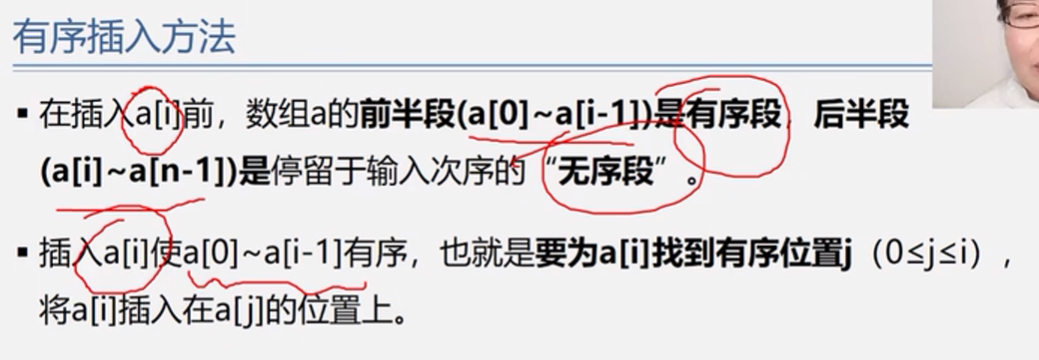 有序插入方法
▪ 在插入a[i]前，数组a的前半段(a[0]~a[i-1])是有序段，后半段
(a[i]~a[n-1])是停留于输入次序的“无序段”。
▪ 插入a[i]使a[0]~a[i-1]有序，也就是要为a[i]找到有序位置j（0≤j≤i），
将a[i]插入在a[j]的位置上。